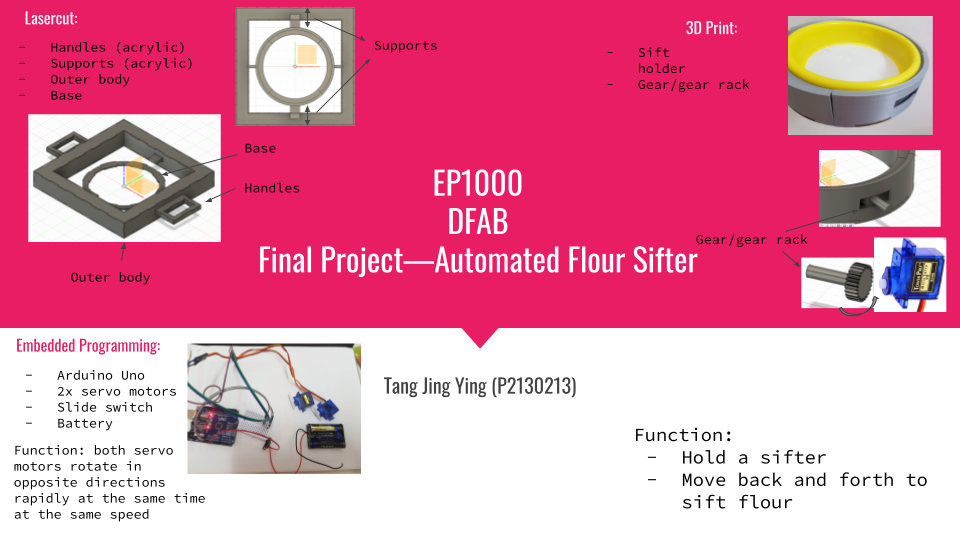 Lasercut:
- Handles (acrylic)
- Supports (acrylic)
- Outer body
- Base
Supports
Base
Handles
Outer body
3D Print:
- Sift
holder
- Gear/gear rack
Gear/gear rack
EP1000
DFAB
Final Project—Automated Flour Sifter
Embedded Programming:
- Arduino Uno
- 2x servo motors
- Slide switch
- Battery
Function: both servo
motors rotate in
opposite directions
rapidly at the same time
at the same speed
Tang Jing Ying (P2130213)
Function:
- Hold a sifter
- Move back and forth to
sift flour